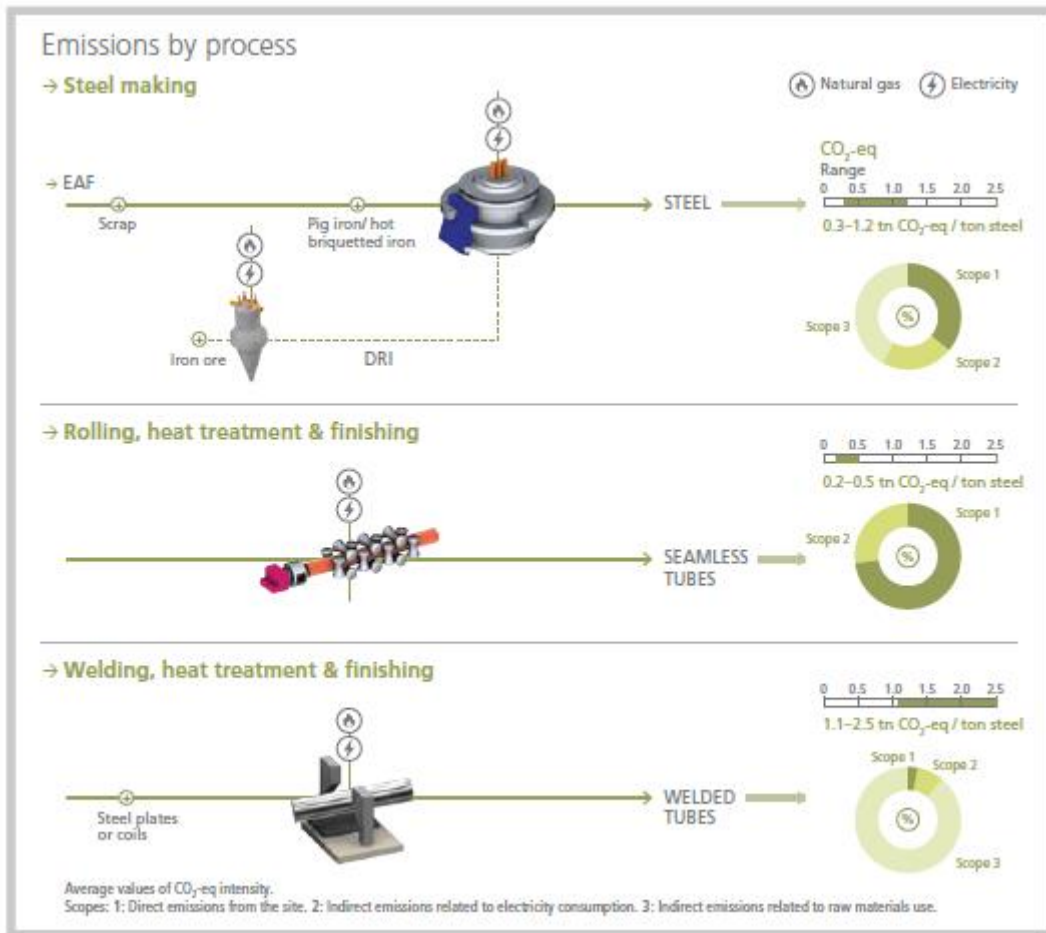 Emissions by process
→ Steel making
Natural gas
Electricity
CO₂-eq
Range
→ EAF
0 0.5 1.0 1.5 2.0 2.5
STEEL
Scrap
Pig iron/ hot
briquetted iron
0.3–1.2 tn CO₂-eq / ton steel
Scope 1
%
Scope 3
Scope 2
Iron ore
DRI
→ Rolling, heat treatment & finishing
0 0.5 1.0 1.5 2.0 2.5
0.2–0.5 tn CO₂-eq / ton steel
Scope 1
Scope 2
%
SEAMLESS
TUBES
→ Welding, heat treatment & finishing
0 0.5 1.0 1.5 2.0 2.5
1.1–2.5 tn CO₂-eq / ton steel
Scope 1
Scope 2
WELDED
TUBES
%
Steel plates
or coils
Scope 3
Average values of CO₂-eq intensity.
Scopes: 1: Direct emissions from the site. 2: Indirect emissions related to electricity consumption. 3: Indirect emissions related to raw materials use.